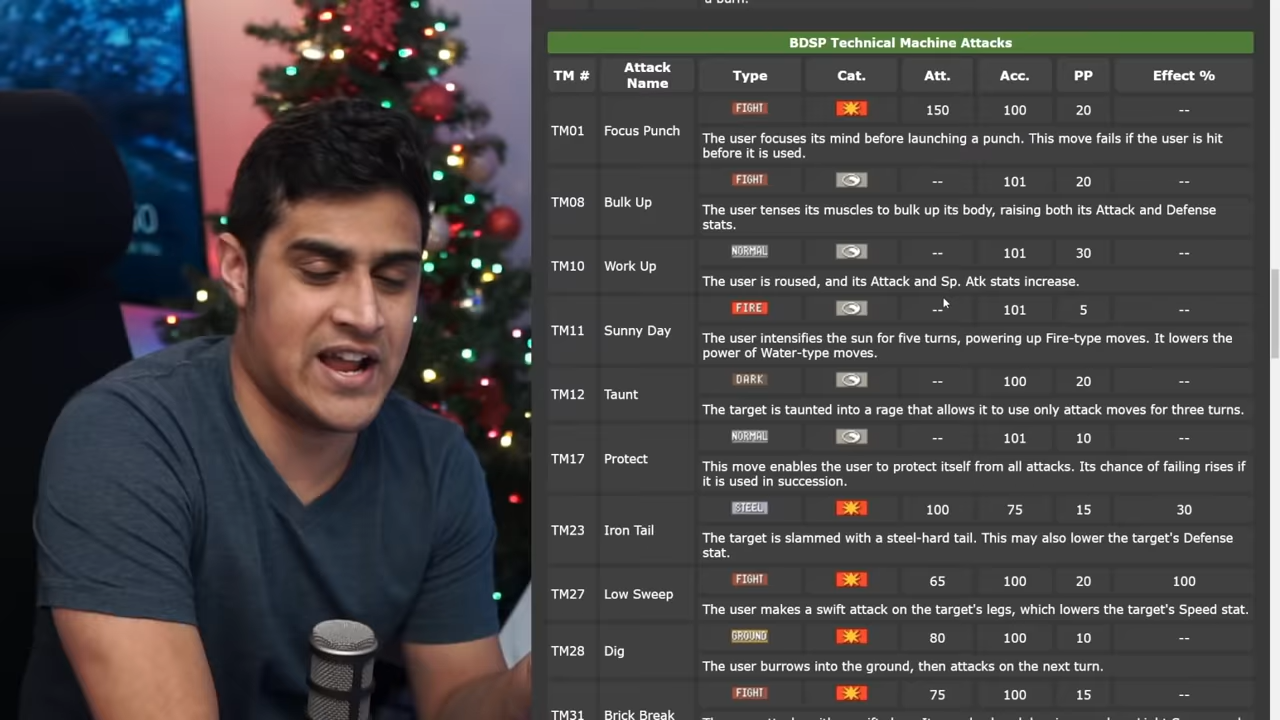 a burn.
BDSP Technical Machine Attacks
TM # Attack Name Type Cat. Att. Acc. PP Effect %
TM01 Focus Punch FIGHT 150 100 20 --
The user focuses its mind before launching a punch. This move fails if the user is hit
before it is used.
TM08 Bulk Up FIGHT -- 101 20 --
The user tenses its muscles to bulk up its body, raising both its Attack and Defense
stats.
TM10 Work Up NORMAL -- 101 30 --
The user is roused, and its Attack and Sp. Atk stats increase.
TM11 Sunny Day FIRE -- 101 5 --
The user intensifies the sun for five turns, powering up Fire-type moves. It lowers the
power of Water-type moves.
TM12 Taunt DARK -- 100 20 --
The target is taunted into a rage that allows it to use only attack moves for three turns.
TM17 Protect NORMAL -- 101 10 --
This move enables the user to protect itself from all attacks. Its chance of failing rises if
it is used in succession.
TM23 Iron Tail STEEL 100 75 15 30
The target is slammed with a steel-hard tail. This may also lower the target's Defense
stat.
TM27 Low Sweep FIGHT 65 100 20 100
The user makes a swift attack on the target's legs, which lowers the target's Speed stat.
TM28 Dig GROUND 80 100 10 --
The user burrows into the ground, then attacks on the next turn.
TM31 Brick Break FIGHT 75 100 15 --